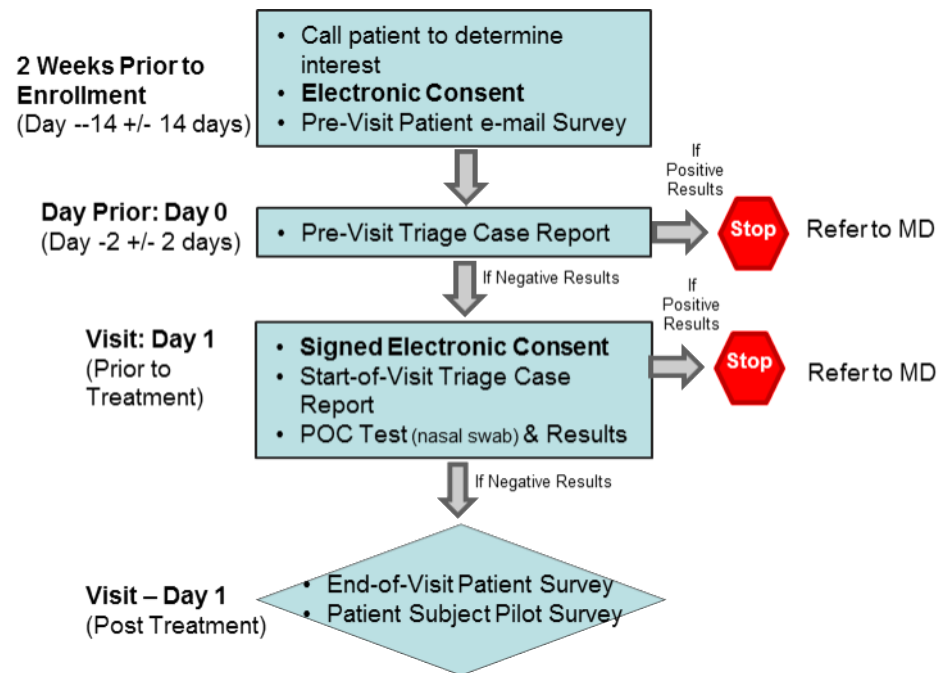 2 Weeks Prior to
Enrollment
(Day --14 +/- 14 days)
• Call patient to determine
interest
• Electronic Consent
• Pre-Visit Patient e-mail Survey
If
Positive
Results
Day Prior: Day 0
(Day -2 +/- 2 days)
• Pre-Visit Triage Case Report
Stop
Refer to MD
If Negative Results
If
Positive
Results
Visit: Day 1
(Prior to
Treatment)
• Signed Electronic Consent
• Start-of-Visit Triage Case
Report
• POC Test (nasal swab) & Results
Stop
Refer to MD
If Negative Results
Visit – Day 1
(Post Treatment)
• End-of-Visit Patient Survey
• Patient Subject Pilot Survey